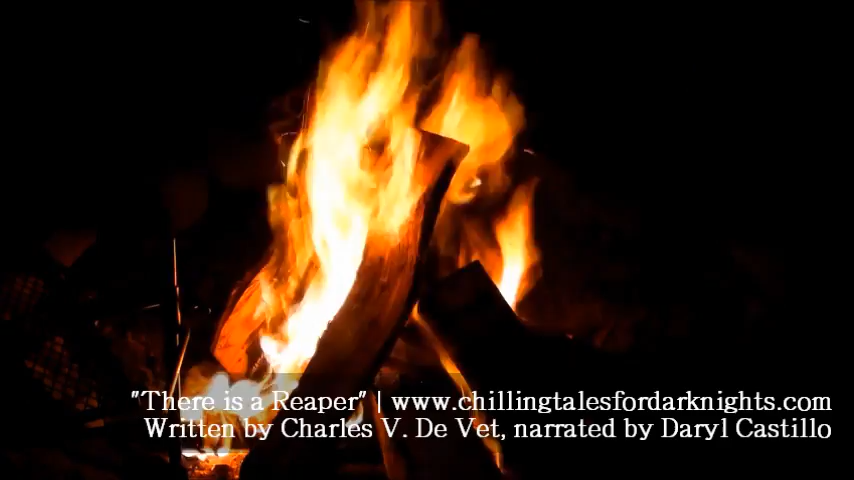 "There is a Reaper" | www.chillingtalesfordarknights.com
Written by Charles V. De Vet, narrated by Daryl Castillo